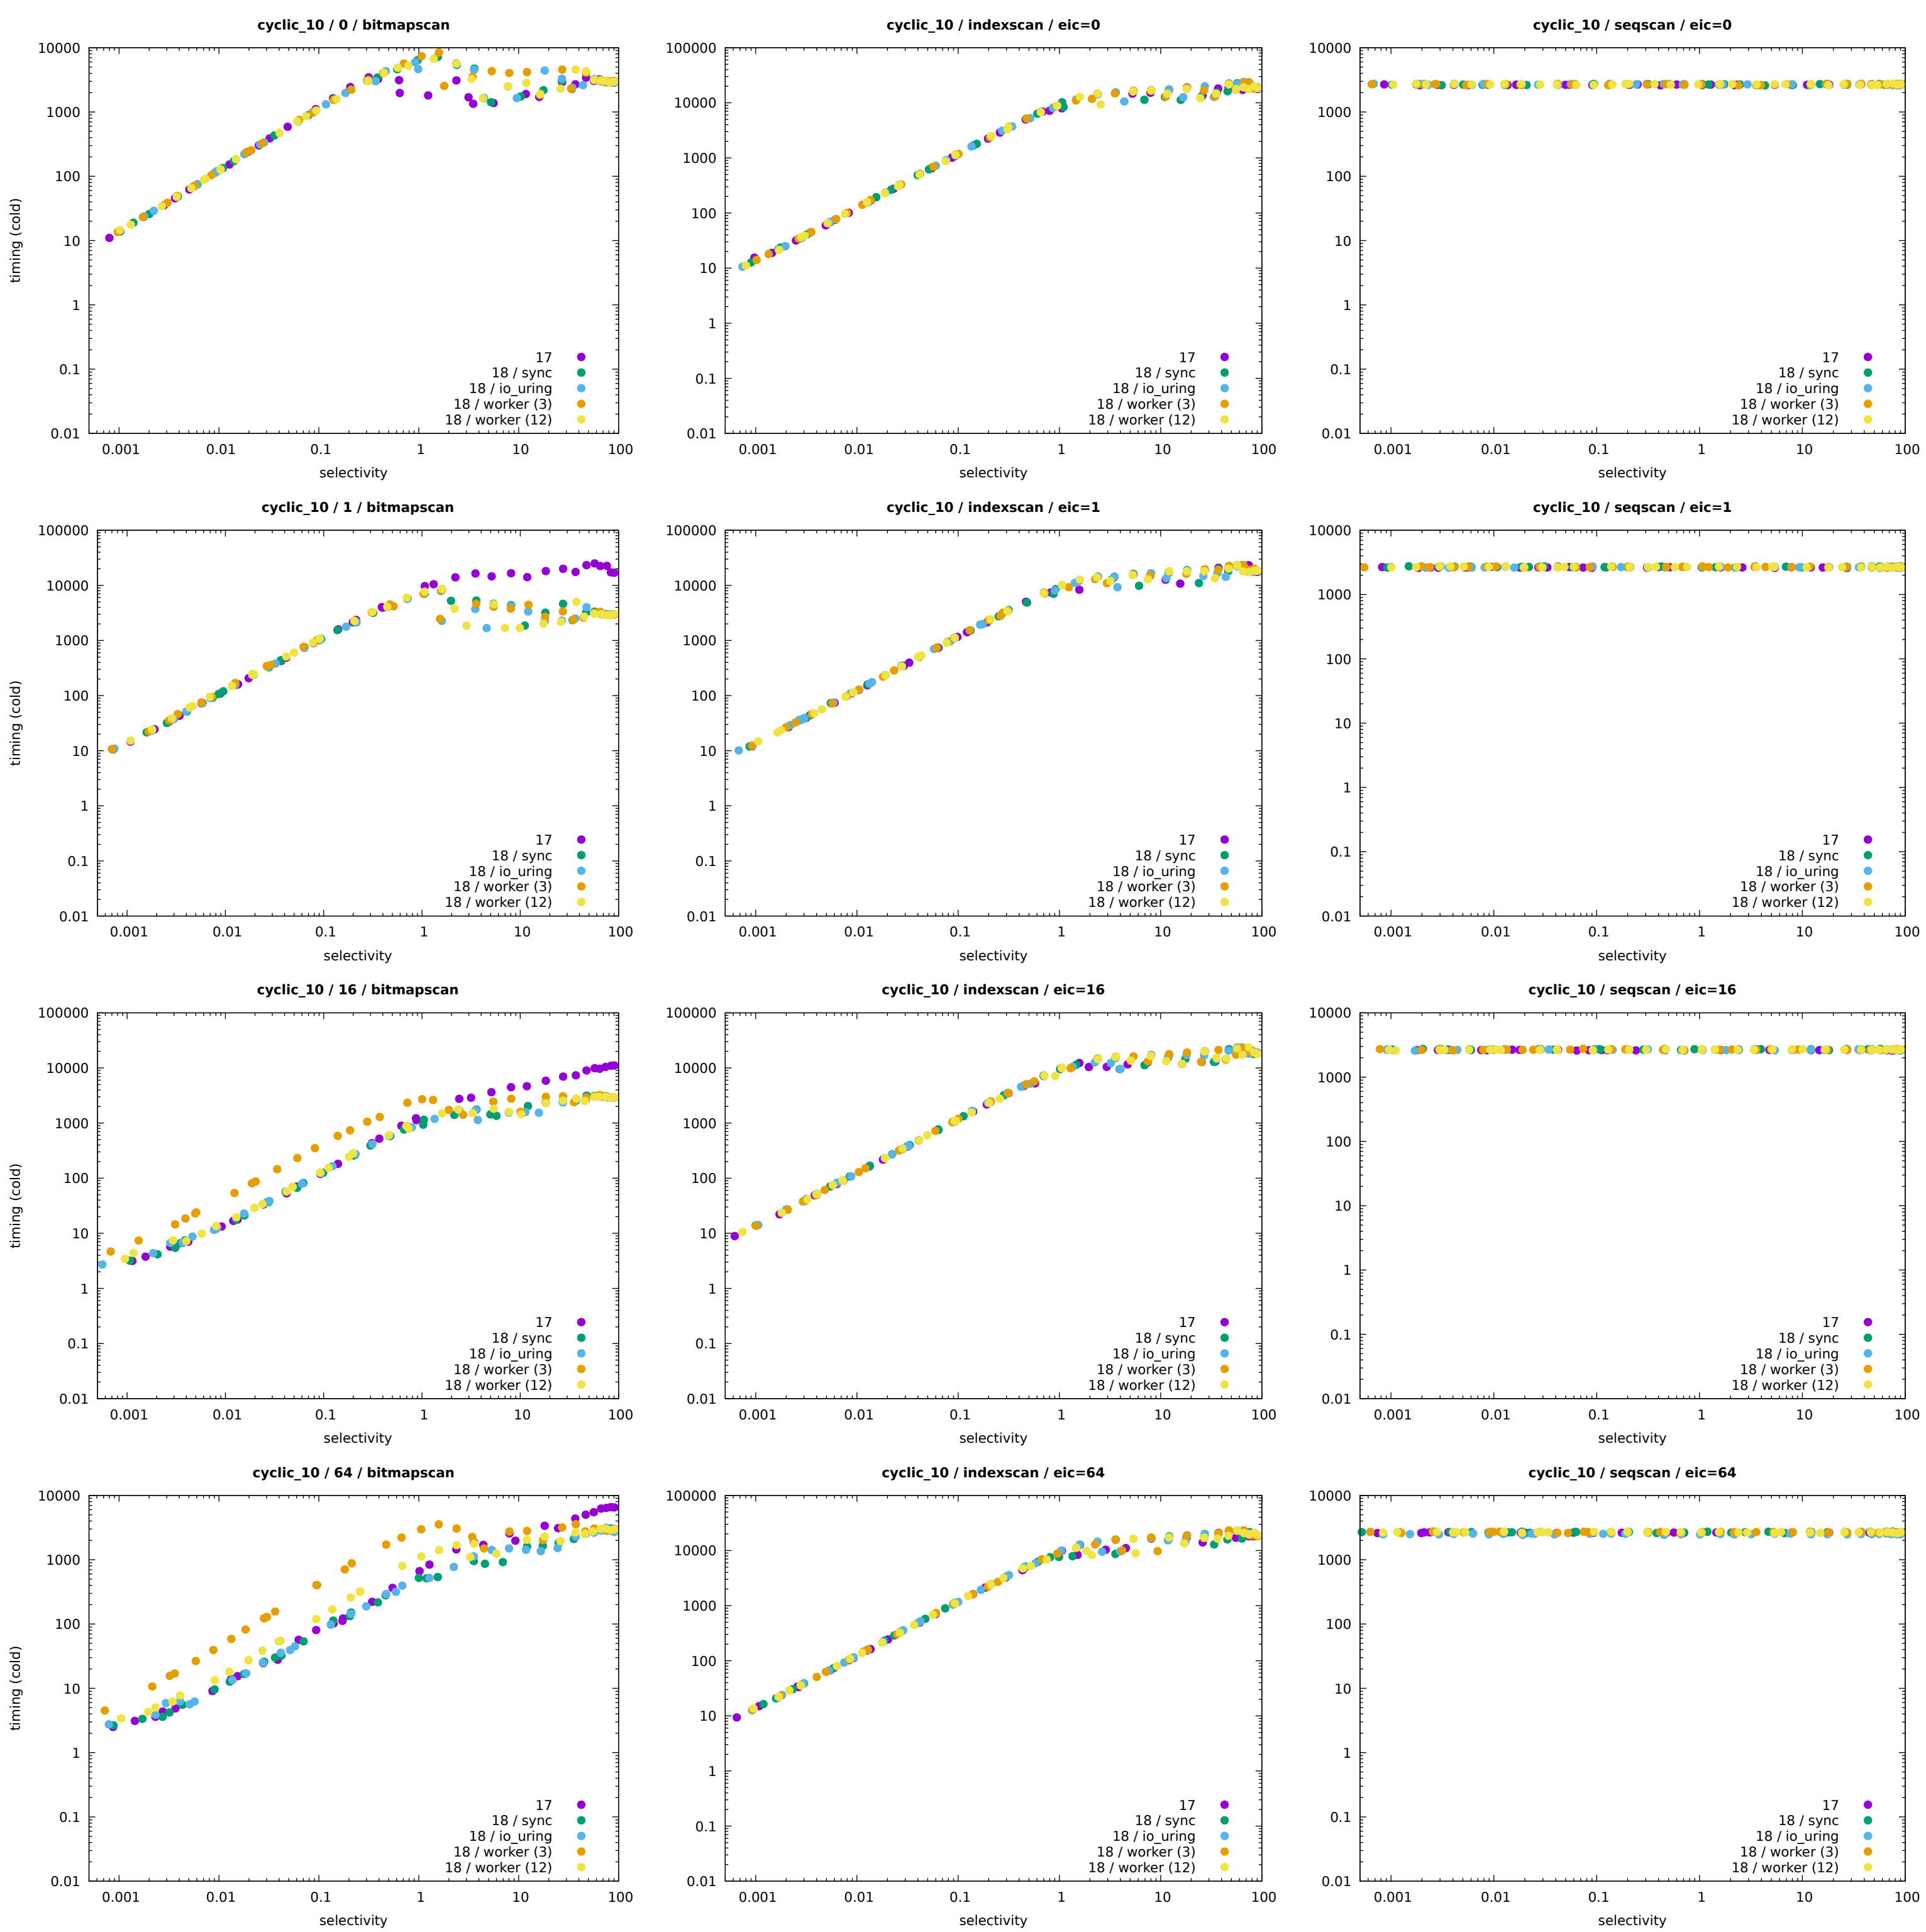 cyclic_10 / 0 / bitmapscan
timing (cold)
10000
1000
100
10
1
0.1
0.01
17
18 / sync
18 / io_uring
18 / worker (3)
18 / worker (12)
0.001 0.01 0.1 1 10 100
selectivity
cyclic_10 / indexscan / eic=0
100000
10000
1000
100
10
1
0.1
0.01
17
18 / sync
18 / io_uring
18 / worker (3)
18 / worker (12)
0.001 0.01 0.1 1 10 100
selectivity
cyclic_10 / seqscan / eic=0
10000
1000
100
10
1
0.1
0.01
17
18 / sync
18 / io_uring
18 / worker (3)
18 / worker (12)
0.001 0.01 0.1 1 10 100
selectivity
cyclic_10 / 1 / bitmapscan
timing (cold)
100000
10000
1000
100
10
1
0.1
0.01
17
18 / sync
18 / io_uring
18 / worker (3)
18 / worker (12)
0.001 0.01 0.1 1 10 100
selectivity
cyclic_10 / indexscan / eic=1
100000
10000
1000
100
10
1
0.1
0.01
17
18 / sync
18 / io_uring
18 / worker (3)
18 / worker (12)
0.001 0.01 0.1 1 10 100
selectivity
cyclic_10 / seqscan / eic=1
10000
1000
100
10
1
0.1
0.01
17
18 / sync
18 / io_uring
18 / worker (3)
18 / worker (12)
0.001 0.01 0.1 1 10 100
selectivity
cyclic_10 / 16 / bitmapscan
timing (cold)
100000
10000
1000
100
10
1
0.1
0.01
17
18 / sync
18 / io_uring
18 / worker (3)
18 / worker (12)
0.001 0.01 0.1 1 10 100
selectivity
cyclic_10 / indexscan / eic=16
100000
10000
1000
100
10
1
0.1
0.01
17
18 / sync
18 / io_uring
18 / worker (3)
18 / worker (12)
0.001 0.01 0.1 1 10 100
selectivity
cyclic_10 / seqscan / eic=16
10000
1000
100
10
1
0.1
0.01
17
18 / sync
18 / io_uring
18 / worker (3)
18 / worker (12)
0.001 0.01 0.1 1 10 100
selectivity
cyclic_10 / 64 / bitmapscan
timing (cold)
10000
1000
100
10
1
0.1
0.01
17
18 / sync
18 / io_uring
18 / worker (3)
18 / worker (12)
0.001 0.01 0.1 1 10 100
selectivity
cyclic_10 / indexscan / eic=64
100000
10000
1000
100
10
1
0.1
0.01
17
18 / sync
18 / io_uring
18 / worker (3)
18 / worker (12)
0.001 0.01 0.1 1 10 100
selectivity
cyclic_10 / seqscan / eic=64
10000
1000
100
10
1
0.1
0.01
17
18 / sync
18 / io_uring
18 / worker (3)
18 / worker (12)
0.001 0.01 0.1 1 10 100
selectivity